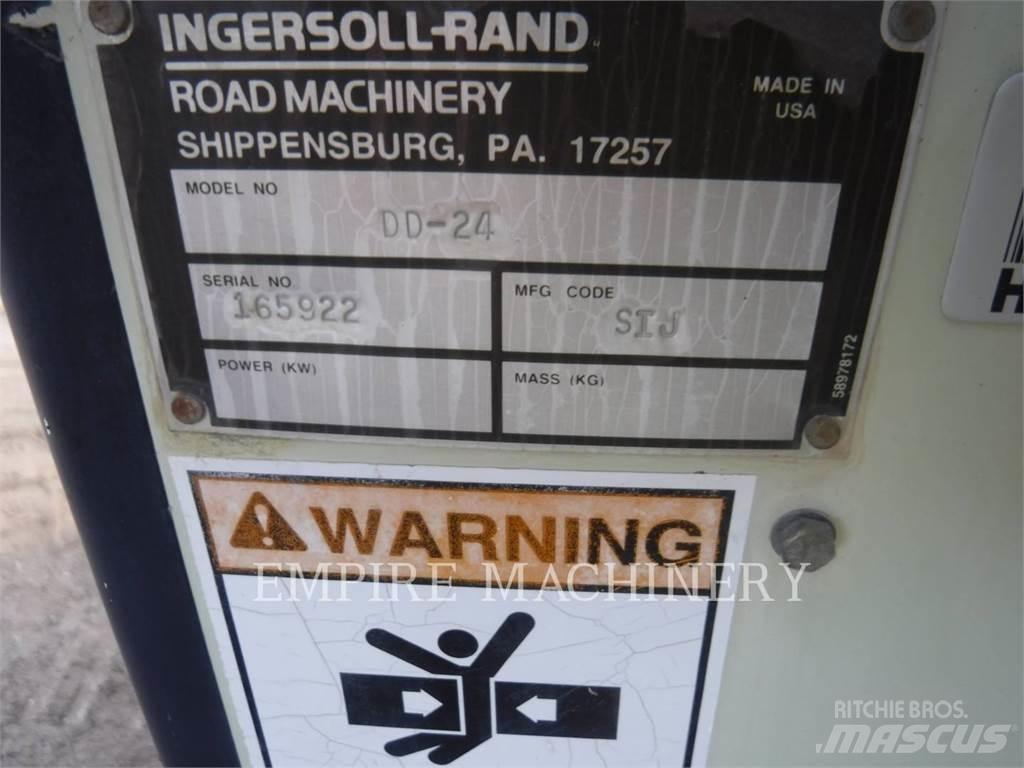 INGERSOLL-RAND
ROAD MACHINERY
SHIPPENSBURG, PA. 17257
MADE IN
USA
MODEL NO
DD-24
SERIAL NO
165922
MFG CODE
SIJ
POWER (KW)
MASS (KG)
58978172
H
WARNING
EMPIRE MACHINERY
RITCHIE BROS.
MASCUS